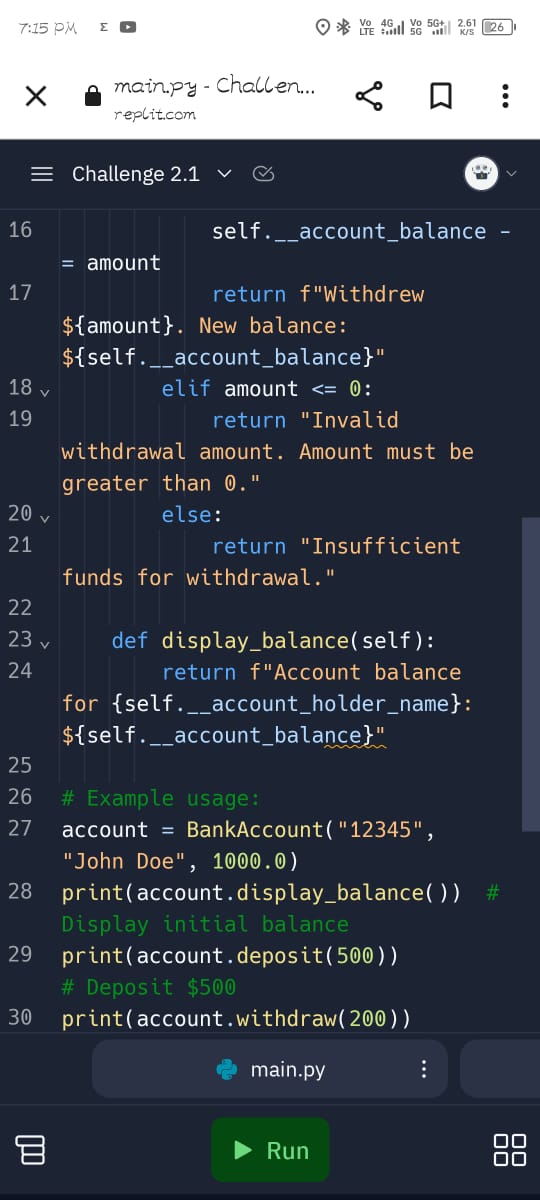 7:15 PM Σ Vo LTE 4G Vo 5G 5G+ 2.61 K/S 26
main.py - Challen...
replit.com
Challenge 2.1
16 self.__account_balance -
= amount
17 return f"Withdrew
${amount}. New balance:
${self.__account_balance}"
18 elif amount <= 0:
19 return "Invalid
withdrawal amount. Amount must be
greater than 0."
20 else:
21 return "Insufficient
funds for withdrawal."
22
23 def display_balance(self):
24 return f"Account balance
for {self.__account_holder_name}:
${self.__account_balance}"
25
26 # Example usage:
27 account = BankAccount("12345",
"John Doe", 1000.0)
28 print(account.display_balance()) #
Display initial balance
29 print(account.deposit(500))
# Deposit $500
30 print(account.withdraw(200))
main.py
Run